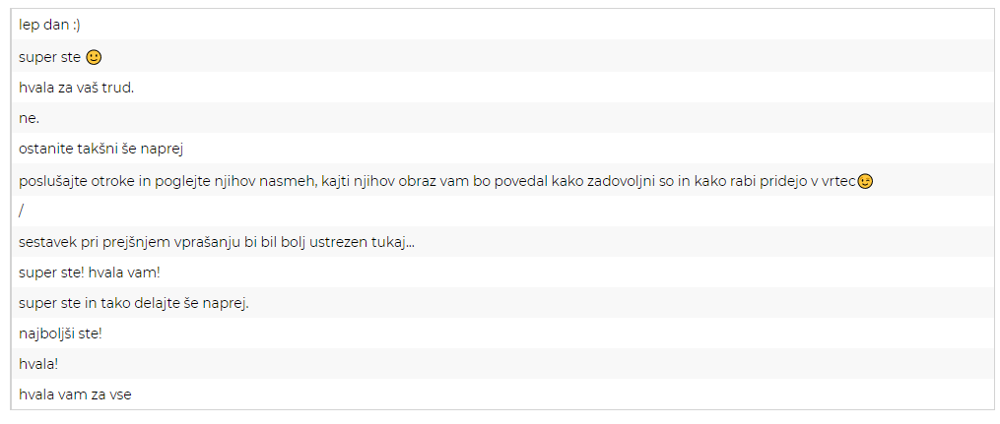 lep dan :)
super ste 🙂
hvala za vaš trud.
ne.
ostanite takšni še naprej
poslušajte otroke in poglejte njihov nasmeh, kajti njihov obraz vam bo povedal kako zadovoljni so in kako rabi pridejo v vrtec😉
/
sestavek pri prejšnjem vprašanju bi bil bolj ustrezen tukaj...
super ste! hvala vam!
super ste in tako delajte še naprej.
najboljši ste!
hvala!
hvala vam za vse